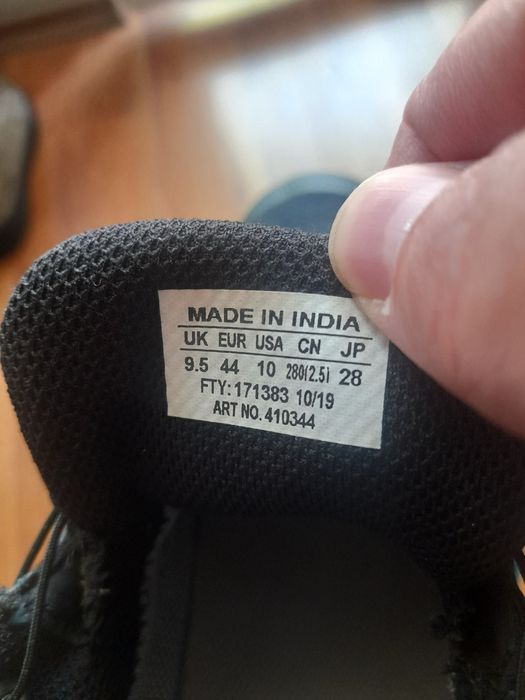 MADE IN INDIA
UK EUR USA CN JP
9.5 44 10 280(2.5) 28
FTY: 171383 10/19
ART NO. 410344